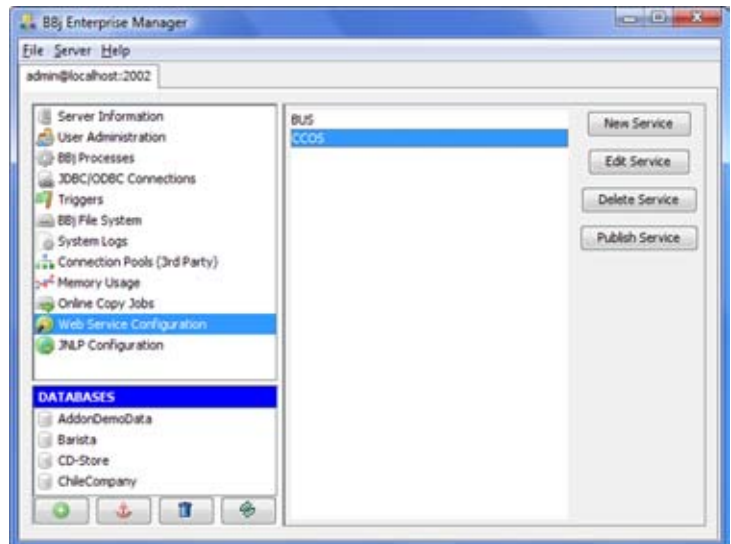 BBj Enterprise Manager
File Server Help
admin@localhost:2002
Server Information
User Administration
BBj Processes
JDBC/ODBC Connections
Triggers
BBj File System
System Logs
Connection Pools (3rd Party)
Memory Usage
Online Copy Jobs
Web Service Configuration
JNLP Configuration
DATABASES
AddonDemoData
Barista
CD-Store
ChileCompany
BUS
CCOS
New Service
Edit Service
Delete Service
Publish Service